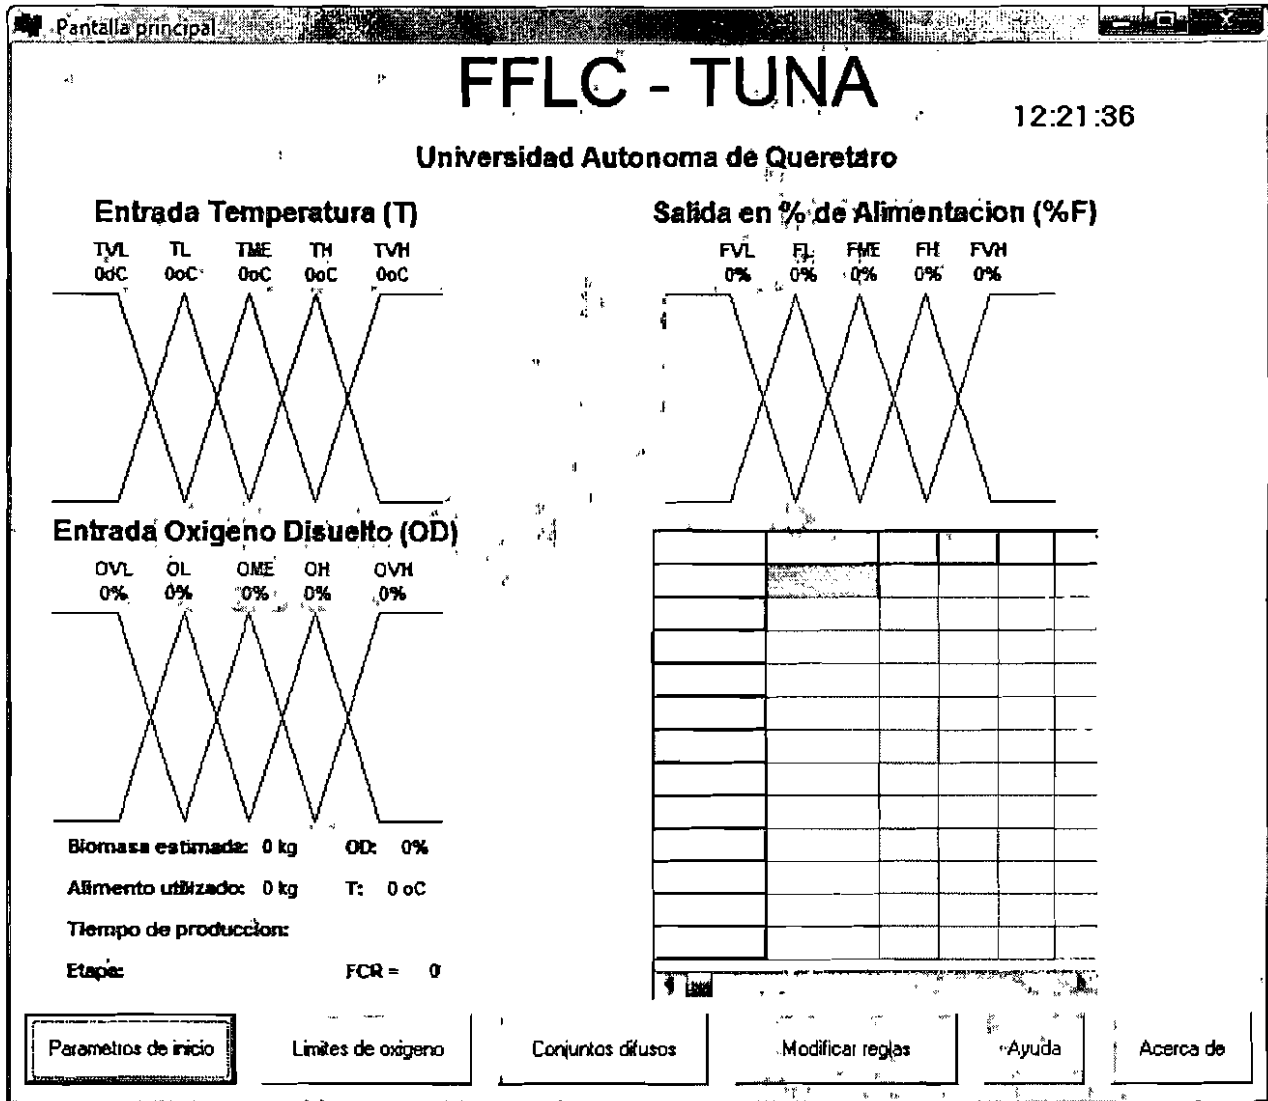 Pantalla principal
FFLC - TUNA
12:21:36
Universidad Autonoma de Queretaro
Entrada Temperatura (T)
TVL TL TME TH TVH
0oC 0oC 0oC 0oC 0oC
Salida en % de Alimentacion (%F)
FVL FL FME FH FVH
0% 0% 0% 0% 0%
Entrada Oxigeno Disuelto (OD)
OVL OL OME OH OVH
0% 0% 0% 0% 0%
Biomasa estimada: 0 kg OD: 0%
Alimento utilizado: 0 kg T: 0 oC
Tiempo de produccion:
Etapa: FCR = 0
Parametros de inicio
Limites de oxigeno
Conjuntos difusos
Modificar reglas
Ayuda
Acerca de